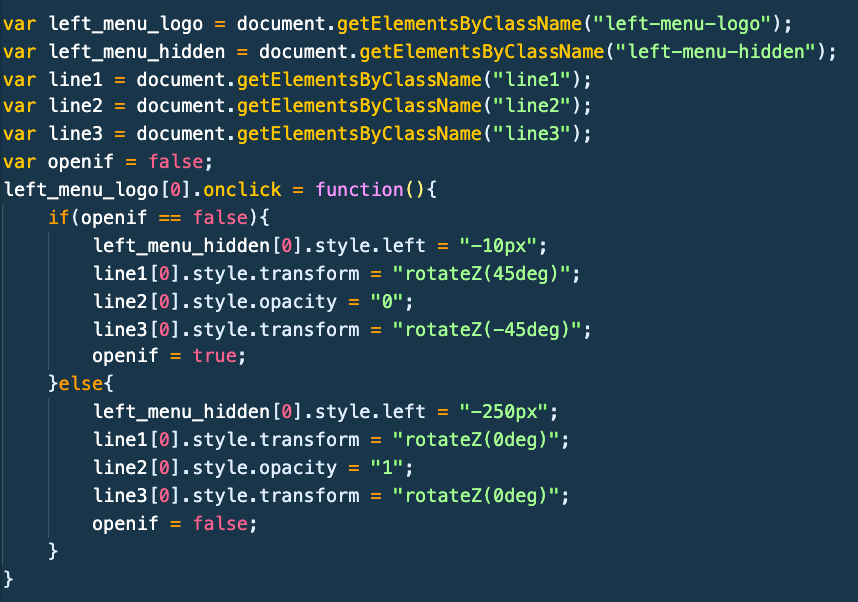 var left_menu_logo = document.getElementsByClassName("left-menu-logo");
var left_menu_hidden = document.getElementsByClassName("left-menu-hidden");
var line1 = document.getElementsByClassName("line1");
var line2 = document.getElementsByClassName("line2");
var line3 = document.getElementsByClassName("line3");
var openif = false;
left_menu_logo[0].onclick = function(){
    if(openif == false){
        left_menu_hidden[0].style.left = "-10px";
        line1[0].style.transform = "rotateZ(45deg)";
        line2[0].style.opacity = "0";
        line3[0].style.transform = "rotateZ(-45deg)";
        openif = true;
    }else{
        left_menu_hidden[0].style.left = "-250px";
        line1[0].style.transform = "rotateZ(0deg)";
        line2[0].style.opacity = "1";
        line3[0].style.transform = "rotateZ(0deg)";
        openif = false;
    }
}